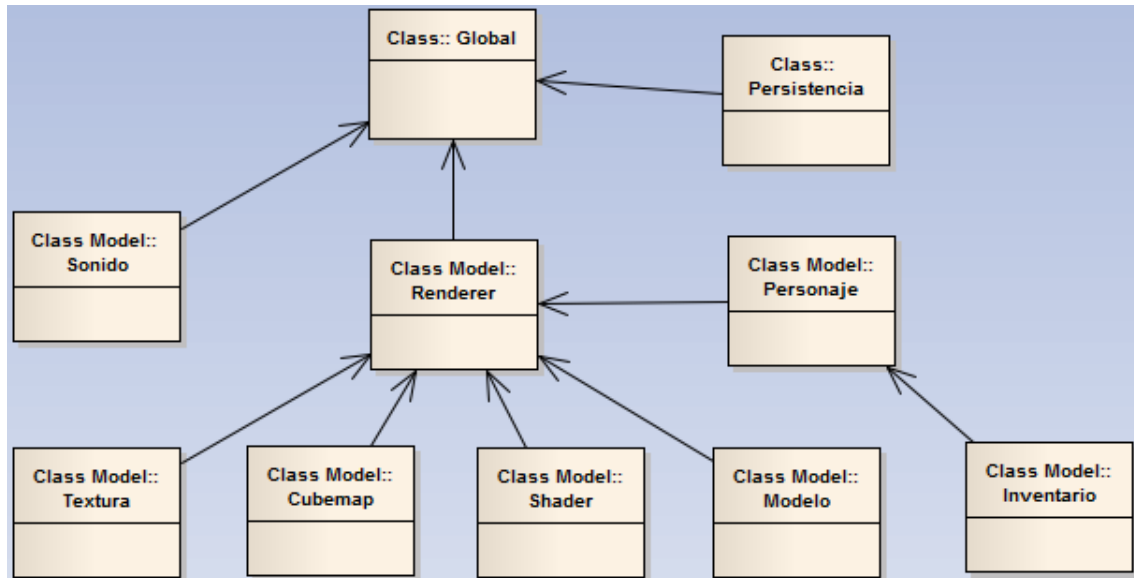 Class:: Global
Class::
Persistencia
Class Model::
Sonido
Class Model::
Renderer
Class Model::
Personaje
Class Model::
Textura
Class Model::
Cubemap
Class Model::
Shader
Class Model::
Modelo
Class Model::
Inventario